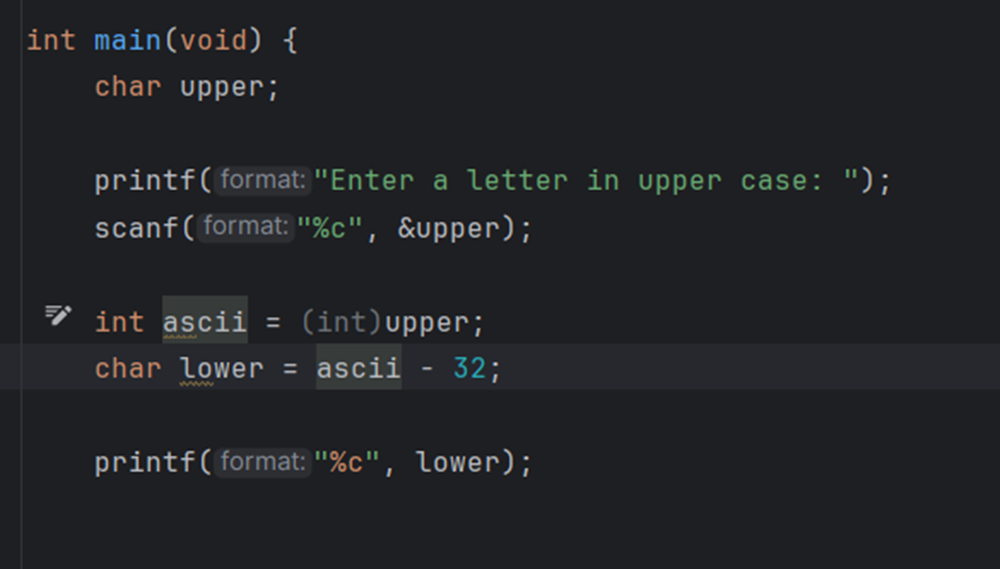 int main(void) {
char upper;
printf( format: "Enter a letter in upper case: ");
scanf( format: "%c", &upper);
int ascii = (int)upper;
char lower = ascii - 32;
printf( format: "%c", lower);